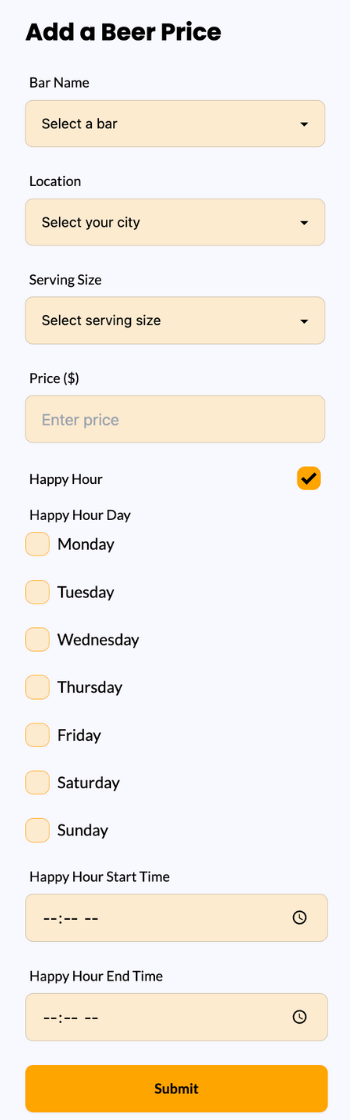 Add a Beer Price
Bar Name
Select a bar
Location
Select your city
Serving Size
Select serving size
Price ($)
Enter price
Happy Hour
Happy Hour Day
Monday
Tuesday
Wednesday
Thursday
Friday
Saturday
Sunday
Happy Hour Start Time
--:-- --
Happy Hour End Time
--:-- --
Submit